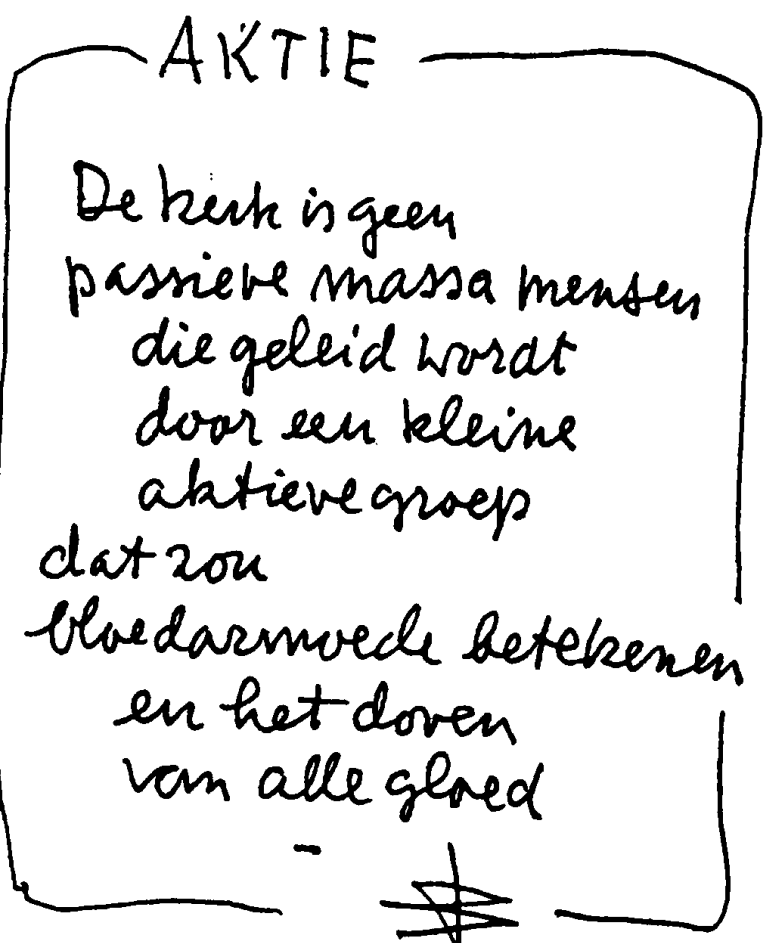 AKTIE
De kerk is geen
passieve massa mensen
die geleid wordt
door een kleine
aktieve groep
dat zou
bloedarmoede betekenen
en het doven
van alle gloed
-